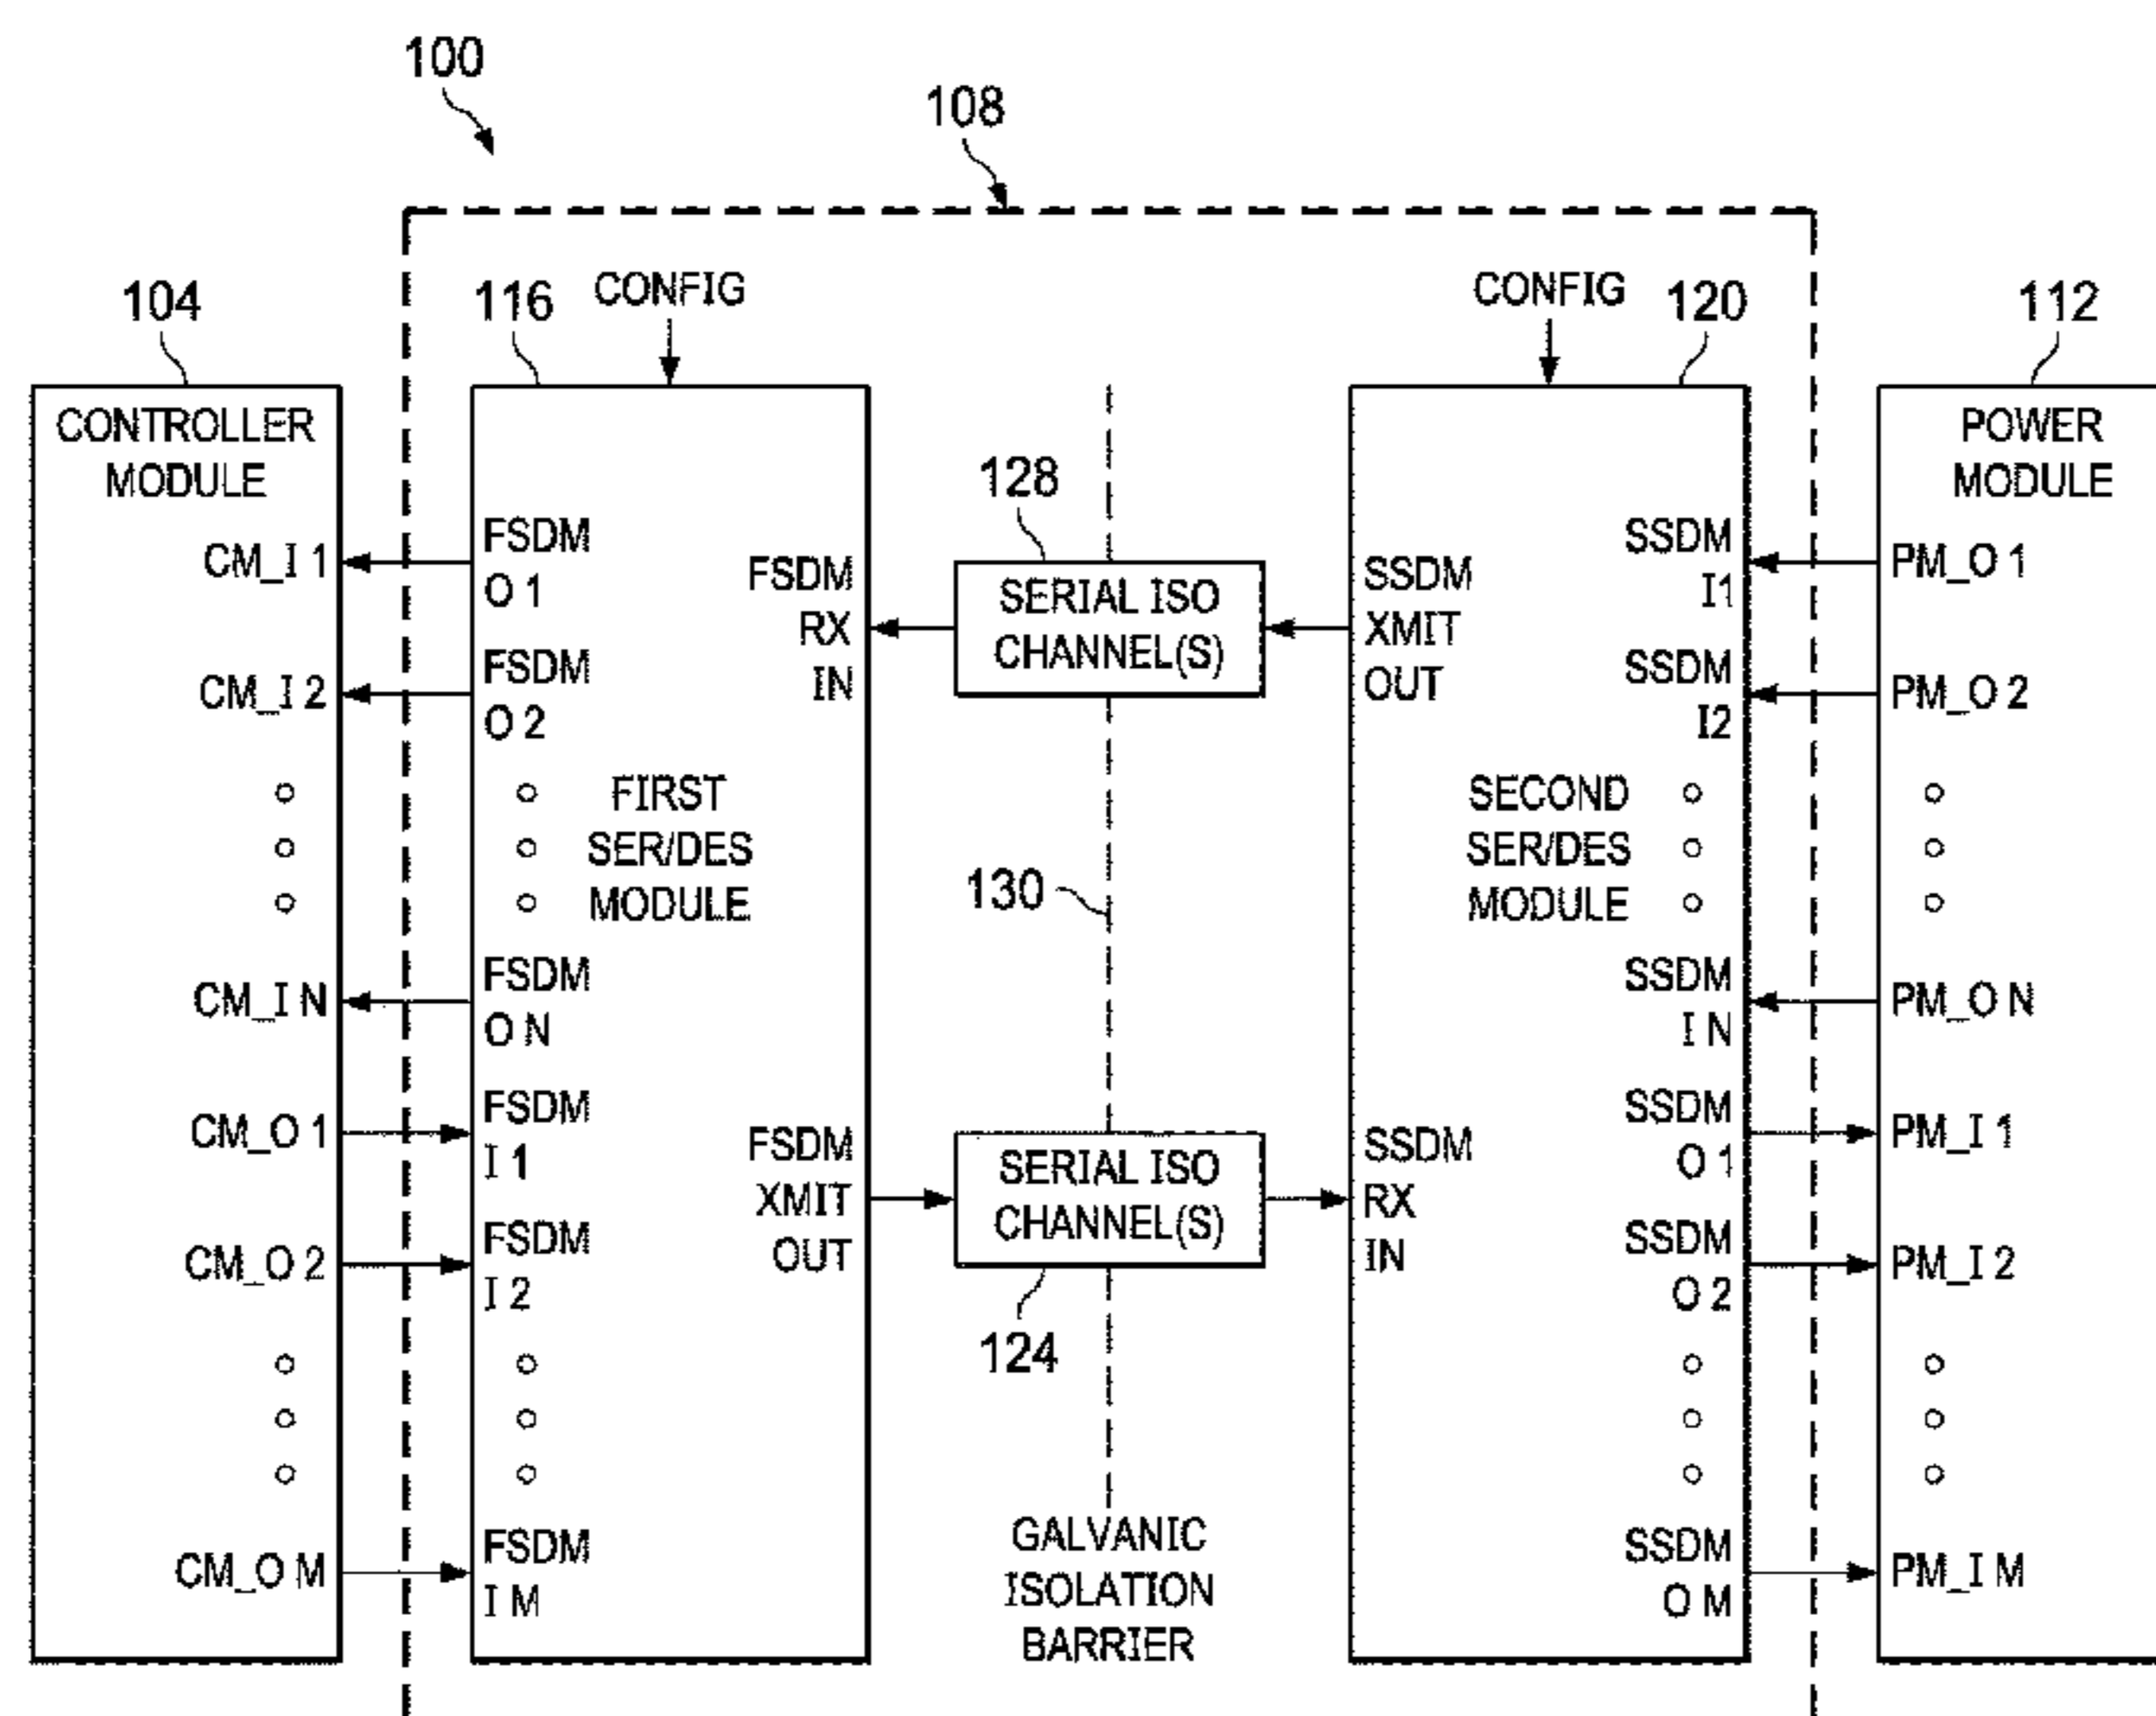 100
108
104
116
CONFIG
CONFIG
120
112
CONTROLLER
MODULE
CM_I 1
CM_I 2
CM_I N
CM_O 1
CM_O 2
CM_O M
FSDM
O 1
FSDM
O 2
FIRST
SER/DES
MODULE
FSDM
O N
FSDM
I 1
FSDM
I 2
FSDM
I M
FSDM
RX
IN
FSDM
XMIT
OUT
128
SERIAL ISO
CHANNEL(S)
130
SERIAL ISO
CHANNEL(S)
124
GALVANIC
ISOLATION
BARRIER
SSDM
XMIT
OUT
SSDM
RX
IN
SECOND
SER/DES
MODULE
SSDM
I1
SSDM
I2
SSDM
I N
SSDM
O 1
SSDM
O 2
SSDM
O M
POWER
MODULE
PM_O 1
PM_O 2
PM_O N
PM_I 1
PM_I 2
PM_I M